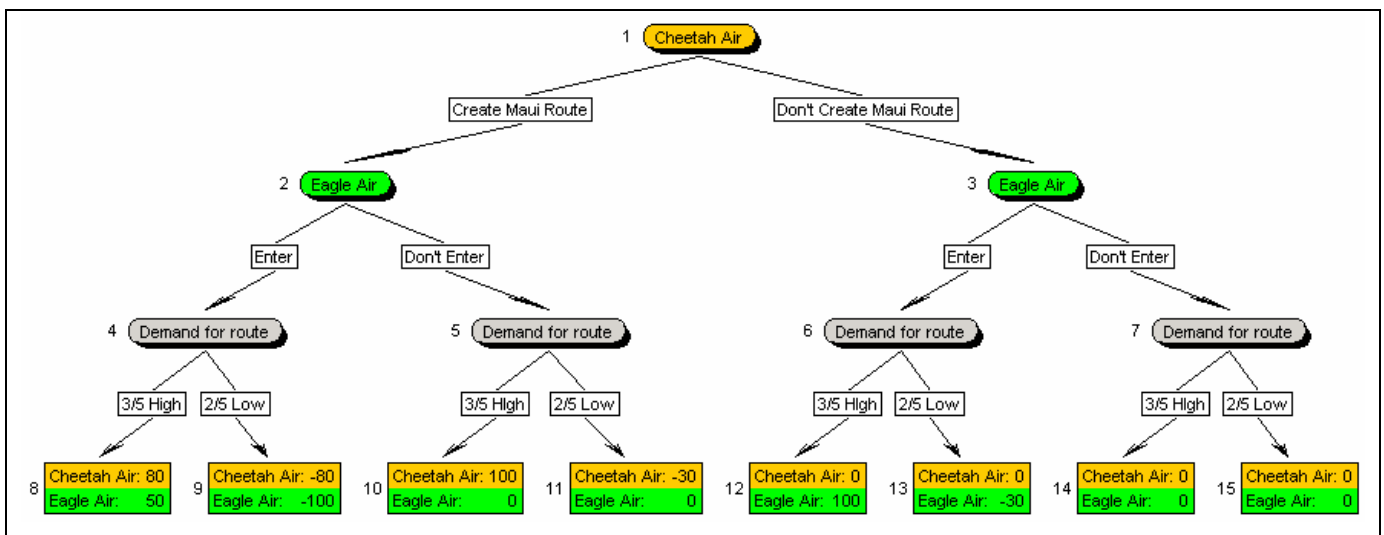 1 Cheetah Air
Create Maui Route Don't Create Maui Route
2 Eagle Air 3 Eagle Air
Enter Don't Enter Enter Don't Enter
4 Demand for route 5 Demand for route 6 Demand for route 7 Demand for route
3/5 High 2/5 Low 3/5 High 2/5 Low 3/5 High 2/5 Low 3/5 High 2/5 Low
Cheetah Air: 80 Cheetah Air: -80 Cheetah Air: 100 Cheetah Air: -30 Cheetah Air: 0 Cheetah Air: 0 Cheetah Air: 0 Cheetah Air: 0
8 9 10 11 12 13 14 15
Eagle Air: 50 Eagle Air: -100 Eagle Air: 0 Eagle Air: 0 Eagle Air: 100 Eagle Air: -30 Eagle Air: 0 Eagle Air: 0